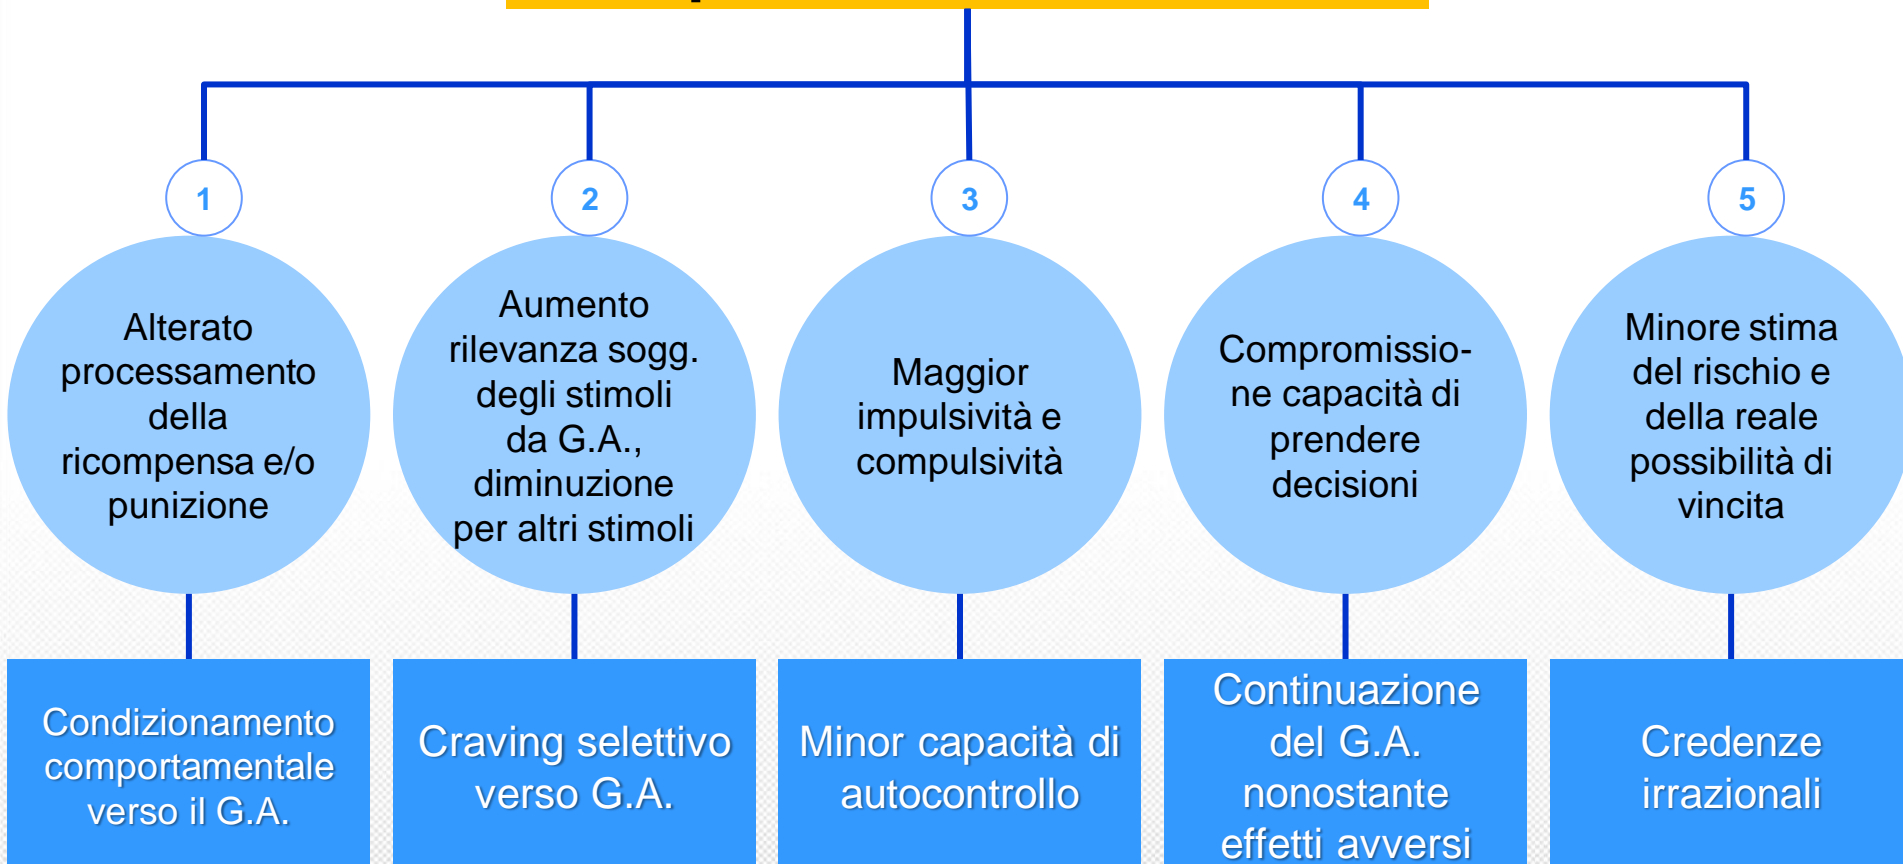 1
2
3
4
5
Alterato
processamento
della
ricompensa e/o
punizione
Aumento
rilevanza sogg.
degli stimoli
da G.A.,
diminuzione
per altri stimoli
Maggior
impulsività e
compulsività
Compromissio-
ne capacità di
prendere
decisioni
Minore stima
del rischio e
della reale
possibilità di
vincita
Condizionamento
comportamentale
verso il G.A.
Craving selettivo
verso G.A.
Minor capacità di
autocontrollo
Continuazione
del G.A.
nonostante
effetti avversi
Credenze
irrazionali